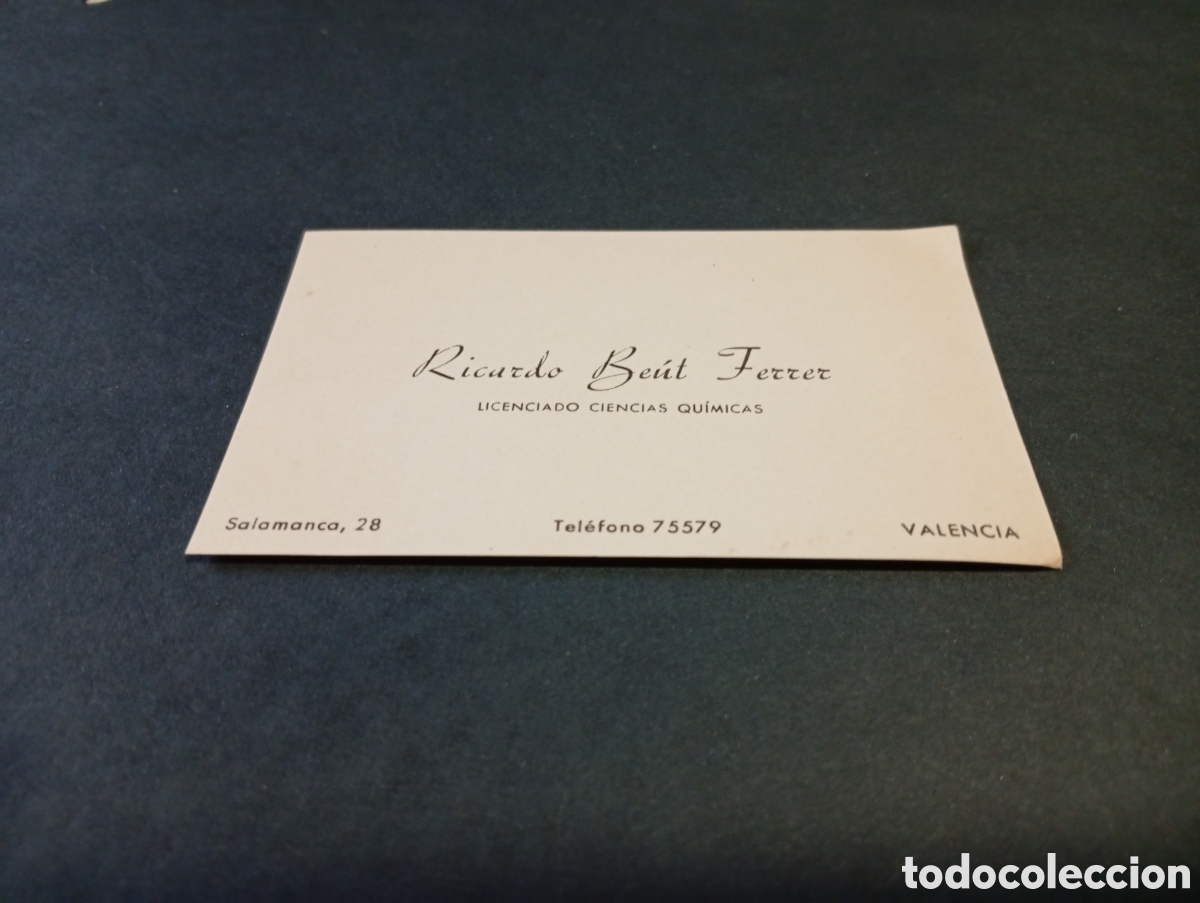 Ricardo Beút Ferrer
LICENCIADO CIENCIAS QUÍMICAS
Salamanca, 28 Teléfono 75579 VALENCIA
todocoleccion